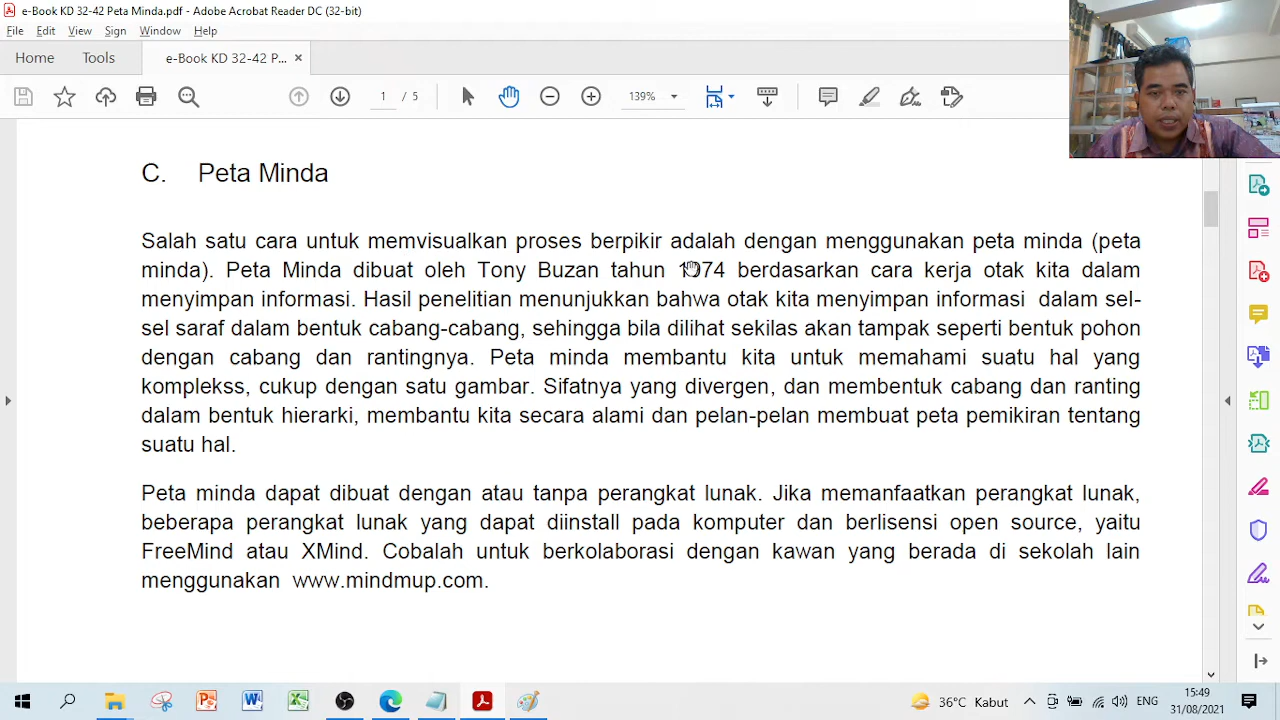 e-Book KD 32-42 Peta Minda.pdf - Adobe Acrobat Reader DC (32-bit)
File Edit View Sign Window Help
Home Tools e-Book KD 32-42 P... ×
1 / 5 139%
C. Peta Minda
Salah satu cara untuk memvisualkan proses berpikir adalah dengan menggunakan peta minda (peta
minda). Peta Minda dibuat oleh Tony Buzan tahun 1974 berdasarkan cara kerja otak kita dalam
menyimpan informasi. Hasil penelitian menunjukkan bahwa otak kita menyimpan informasi dalam sel-
sel saraf dalam bentuk cabang-cabang, sehingga bila dilihat sekilas akan tampak seperti bentuk pohon
dengan cabang dan rantingnya. Peta minda membantu kita untuk memahami suatu hal yang
komplekss, cukup dengan satu gambar. Sifatnya yang divergen, dan membentuk cabang dan ranting
dalam bentuk hierarki, membantu kita secara alami dan pelan-pelan membuat peta pemikiran tentang
suatu hal.
Peta minda dapat dibuat dengan atau tanpa perangkat lunak. Jika memanfaatkan perangkat lunak,
beberapa perangkat lunak yang dapat diinstall pada komputer dan berlisensi open source, yaitu
FreeMind atau XMind. Cobalah untuk berkolaborasi dengan kawan yang berada di sekolah lain
menggunakan www.mindmup.com.
36°C Kabut ENG 5:49
31/08/2021